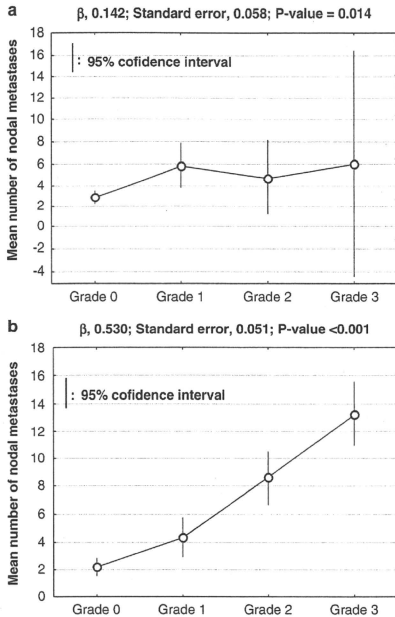 a
β, 0.142; Standard error, 0.058; P-value = 0.014
Mean number of nodal metastases
18
16
14
12
10
8
6
4
2
0
-2
-4
: 95% cofidence interval
Grade 0 Grade 1 Grade 2 Grade 3
b
β, 0.530; Standard error, 0.051; P-value <0.001
Mean number of nodal metastases
18
16
14
12
10
8
6
4
2
0
: 95% cofidence interval
Grade 0 Grade 1 Grade 2 Grade 3